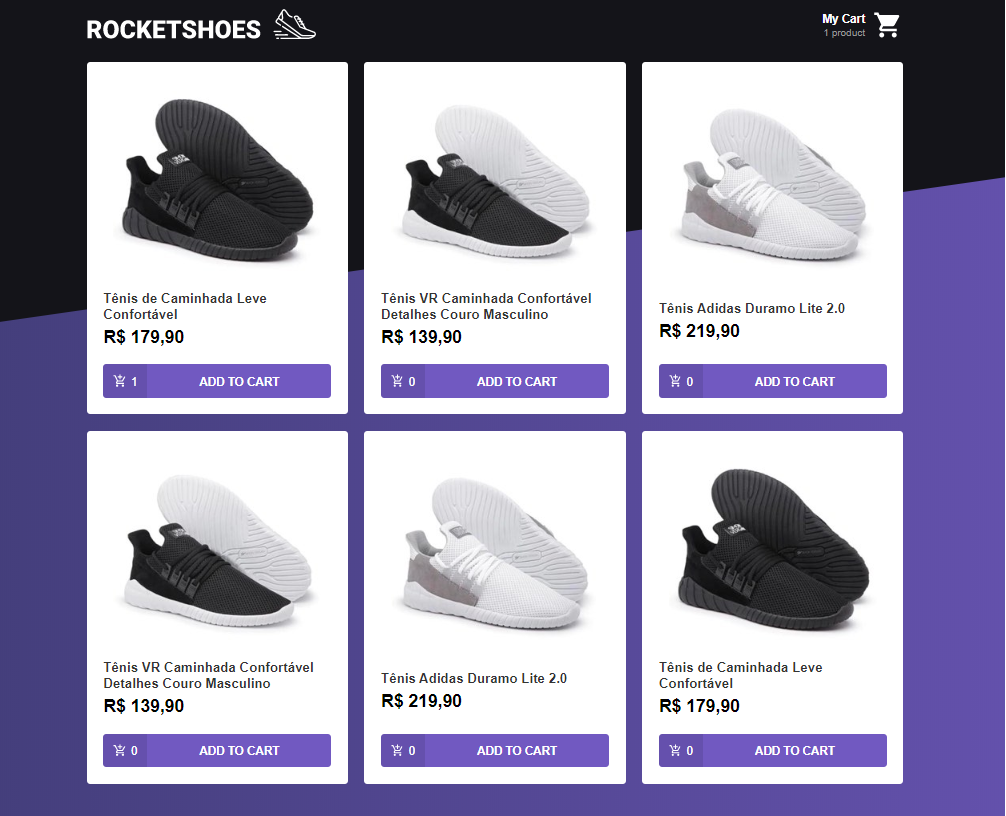 ROCKETSHOES
My Cart
1 product
Tênis de Caminhada Leve
Confortável
R$ 179,90
1 ADD TO CART
Tênis VR Caminhada Confortável
Detalhes Couro Masculino
R$ 139,90
0 ADD TO CART
Tênis Adidas Duramo Lite 2.0
R$ 219,90
0 ADD TO CART
Tênis VR Caminhada Confortável
Detalhes Couro Masculino
R$ 139,90
0 ADD TO CART
Tênis Adidas Duramo Lite 2.0
R$ 219,90
0 ADD TO CART
Tênis de Caminhada Leve
Confortável
R$ 179,90
0 ADD TO CART